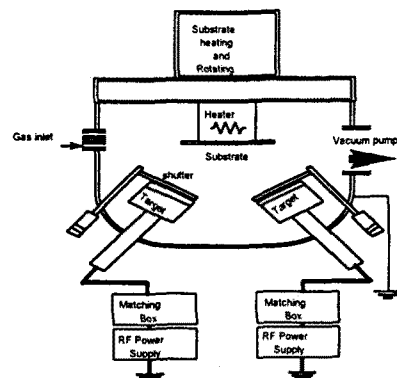 Substrate
heating
and
Rotating
Heater
Gas inlet
Vacuum pump
Substrate
shutter
Target
Target
Matching
Box
RF Power
Supply
Matching
Box
RF Power
Supply